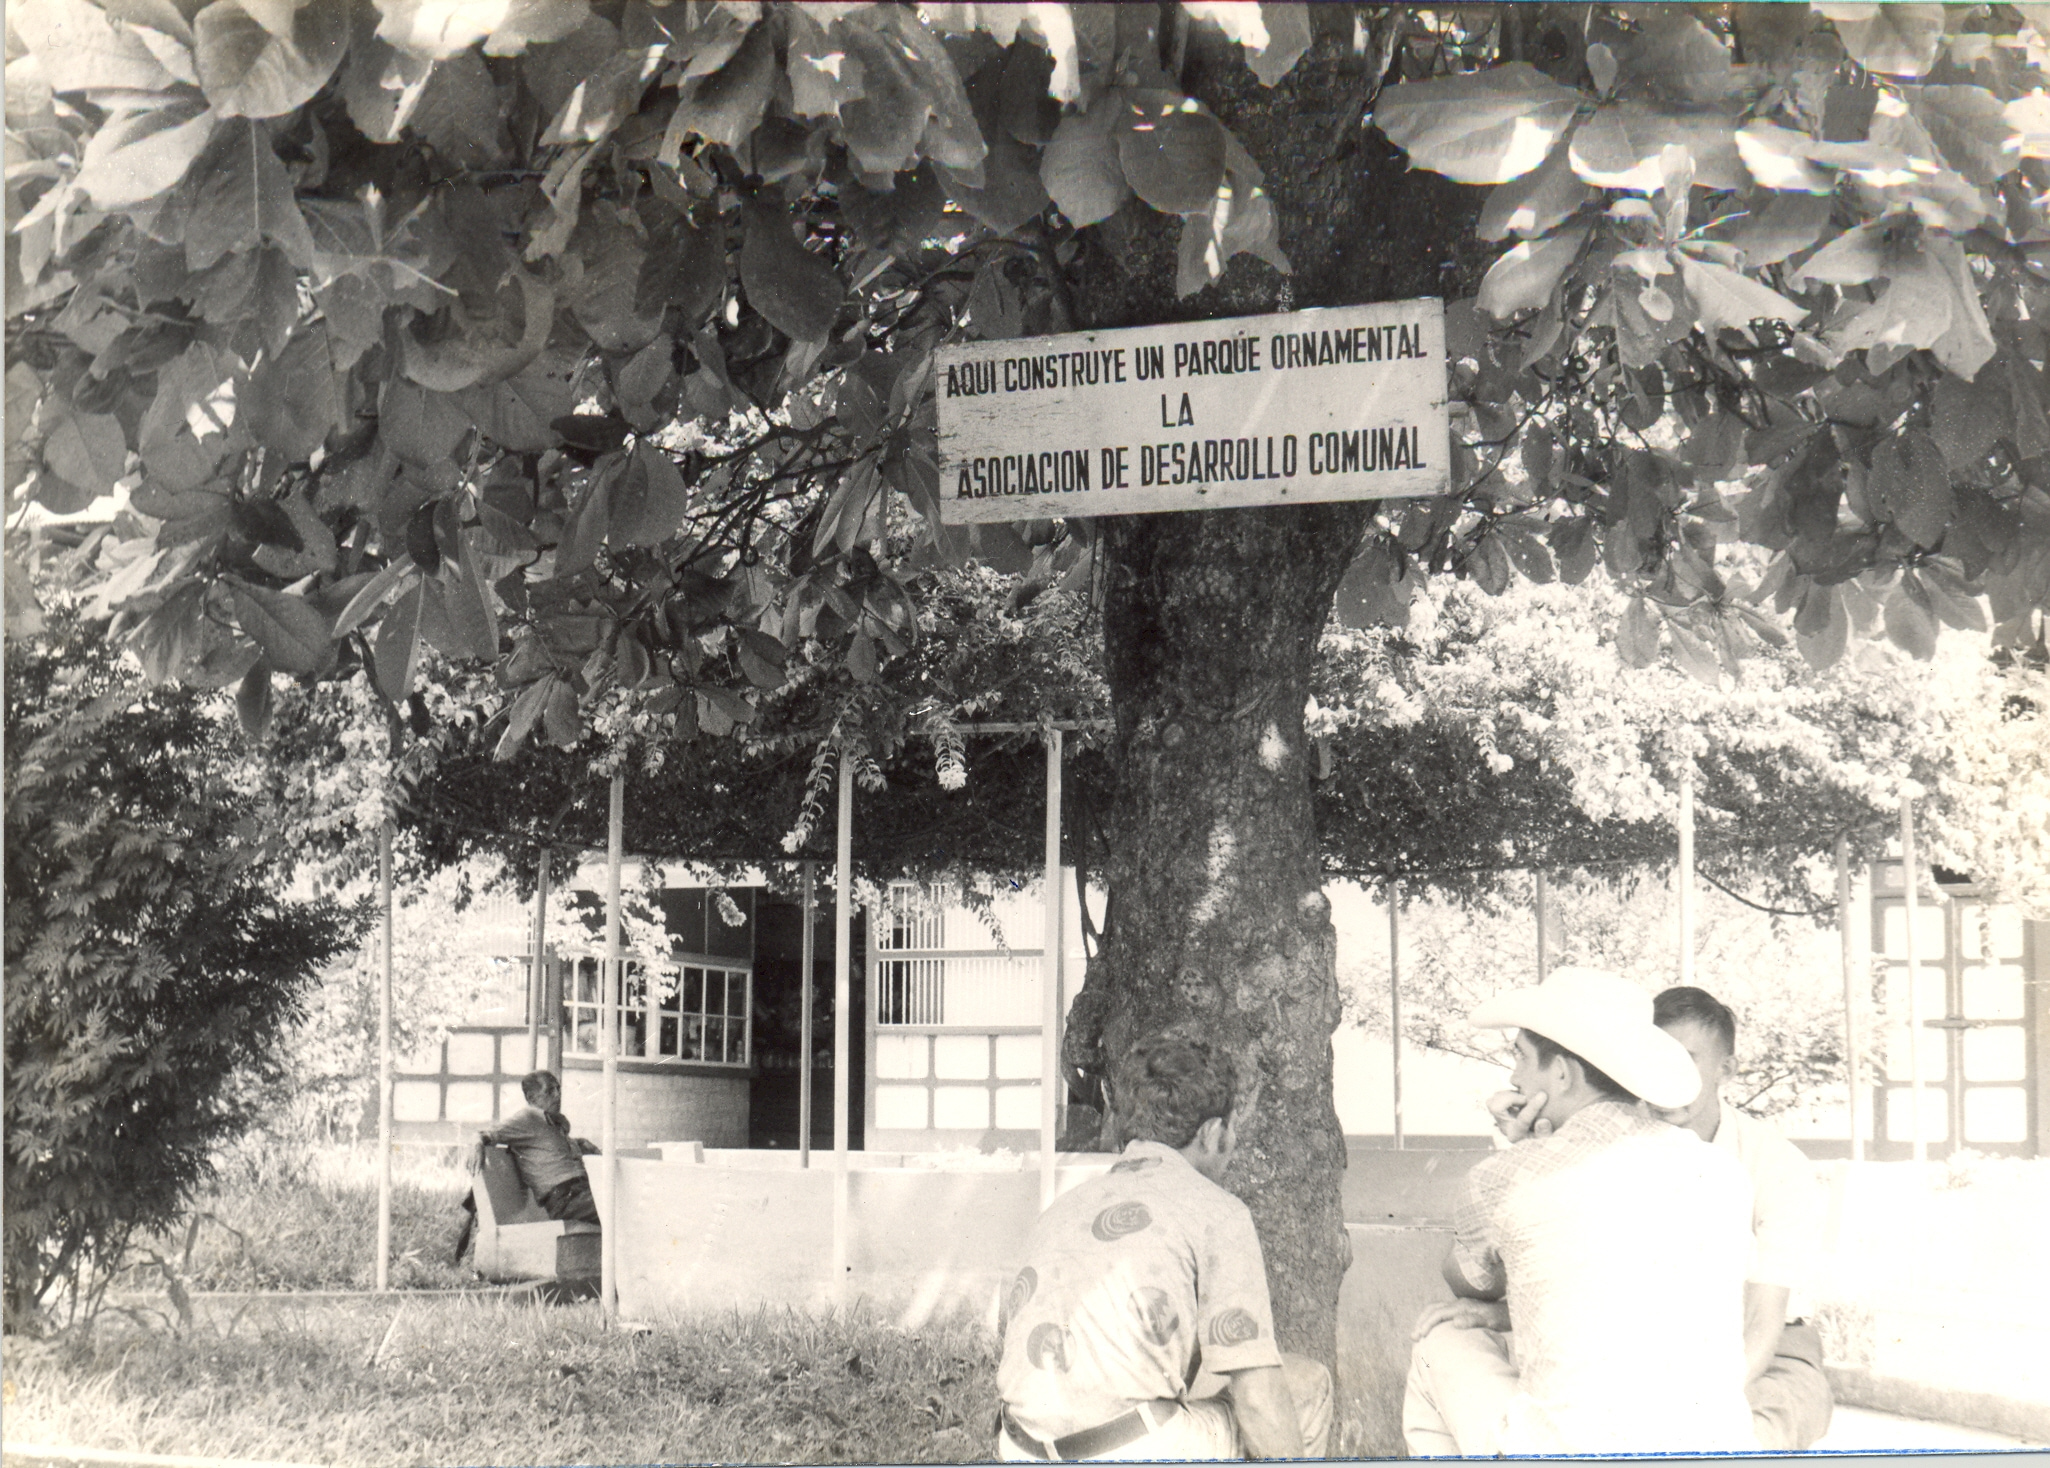 AQUI CONSTRUYE UN PARQUE ORNAMENTAL
LA
ASOCIACION DE DESARROLLO COMUNAL